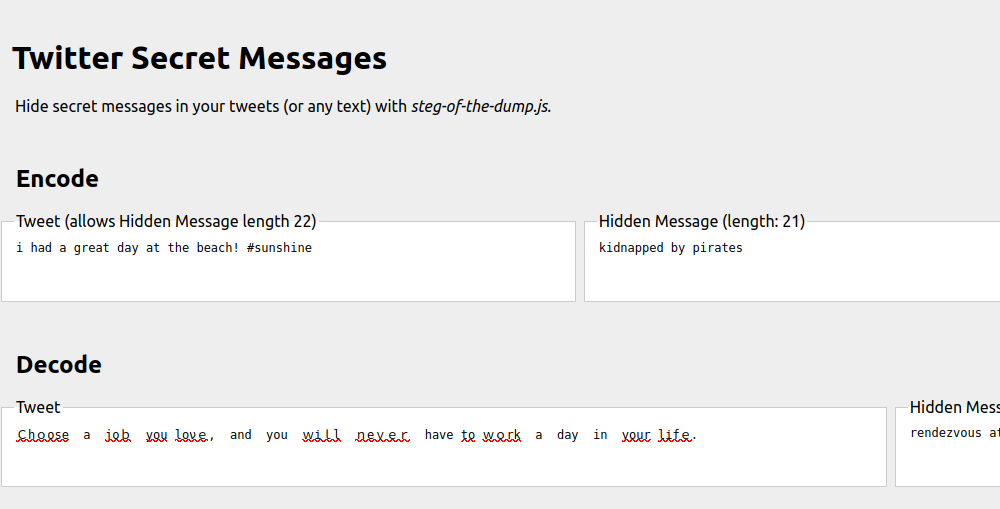 Twitter Secret Messages
Hide secret messages in your tweets (or any text) with steg-of-the-dump.js.
Encode
Tweet (allows Hidden Message length 22)
Hidden Message (length: 21)
i had a great day at the beach! #sunshine
kidnapped by pirates
Decode
Tweet
Hidden Mess
Choose a job you love, and you will never have to work a day in your life.
rendezvous at